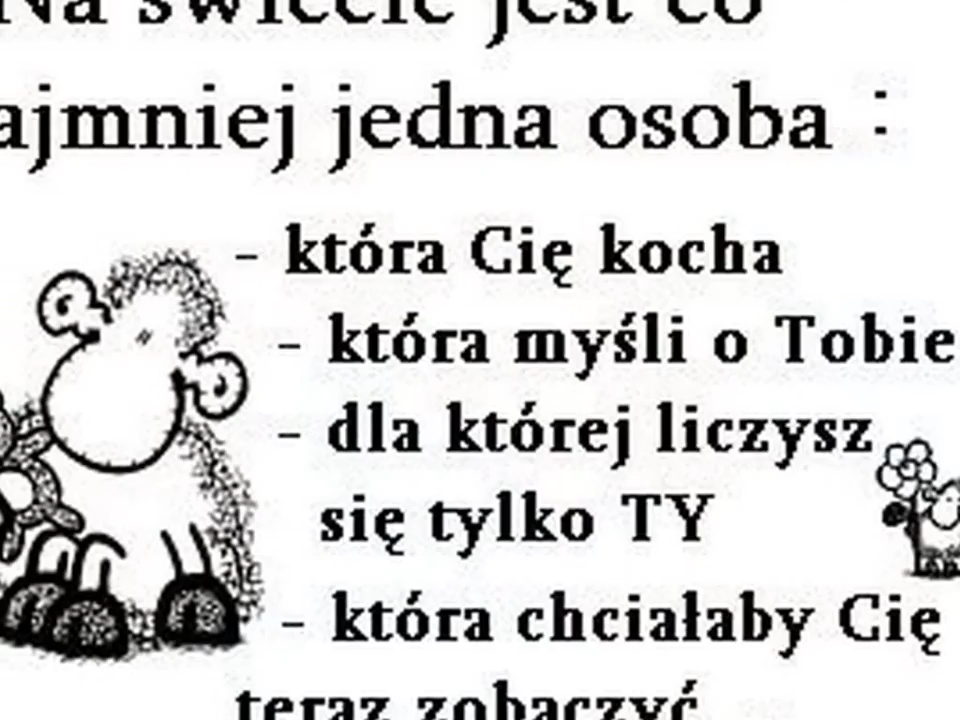 Na świecie jest co
ajmniej jedna osoba :
- która Cię kocha
- która myśli o Tobie
- dla której liczysz
się tylko TY
- która chciałaby Cię
teraz zobaczyć